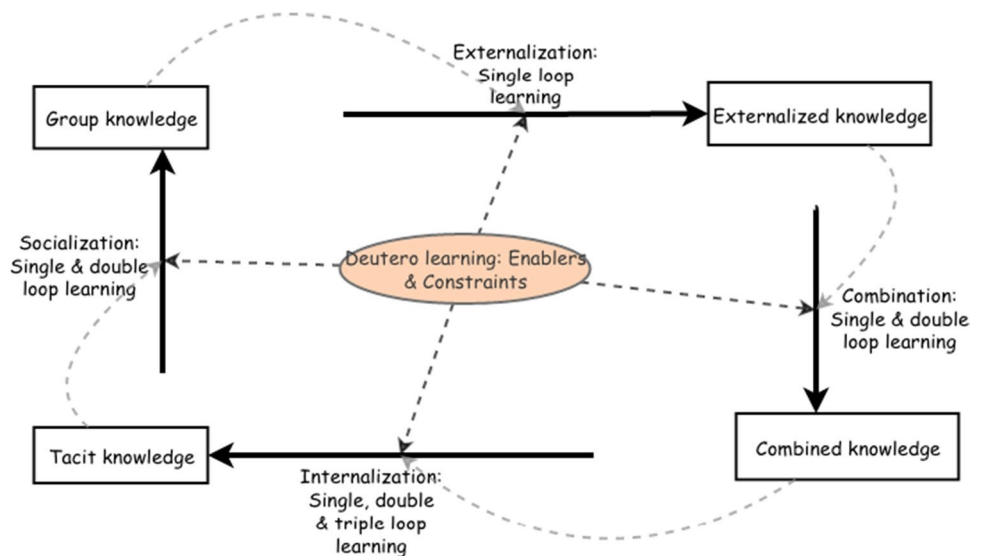 Externalization:
Single loop
learning
Group knowledge
Externalized knowledge
Socialization:
Single & double
loop learning
Deutero learning: Enablers
& Constraints
Combination:
Single & double
loop learning
Tacit knowledge
Combined knowledge
Internalization:
Single, double
& triple loop
learning